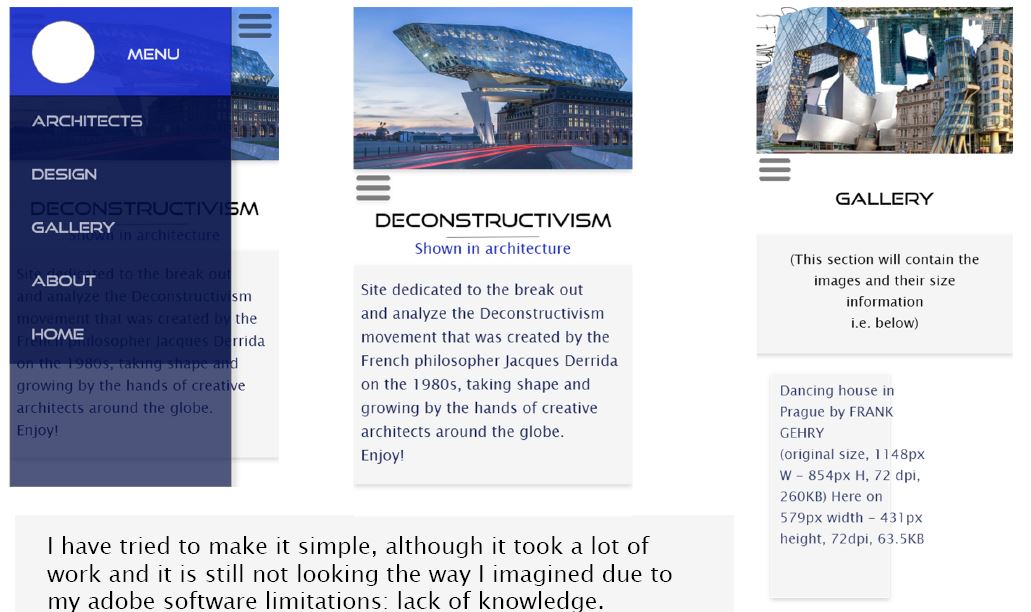 MENU
ARCHITECTS
DESIGN
DECONSTRUCTIVISM
GALLERY
Shown in architecture
Site dedicated to the break out
ABOUT
and analyze the Deconstructivism
movement that was created by the
HOME
French philosopher Jacques Derrida
on the 1980s, taking shape and
growing by the hands of creative
architects around the globe.
Enjoy!
DECONSTRUCTIVISM
Shown in architecture
Site dedicated to the break out
and analyze the Deconstructivism
movement that was created by the
French philosopher Jacques Derrida
on the 1980s, taking shape and
growing by the hands of creative
architects around the globe.
Enjoy!
GALLERY
(This section will contain the
images and their size
information
i.e. below)
Dancing house in
Prague by FRANK
GEHRY
(original size, 1148px
W – 854px H, 72 dpi,
260KB) Here on
579px width – 431px
height, 72dpi, 63.5KB
I have tried to make it simple, although it took a lot of
work and it is still not looking the way I imagined due to
my adobe software limitations: lack of knowledge.